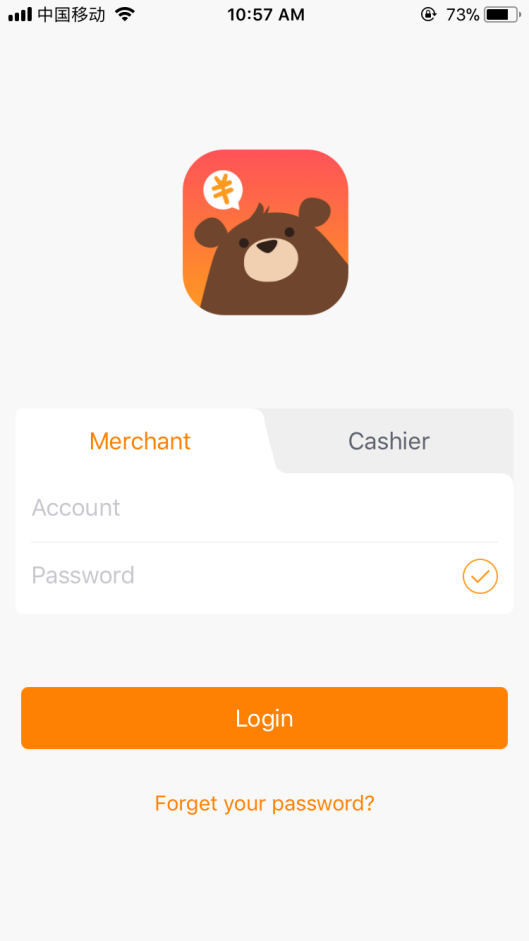 中国移动 10:57 AM 73%
Merchant Cashier
Account
Password
Login
Forget your password?